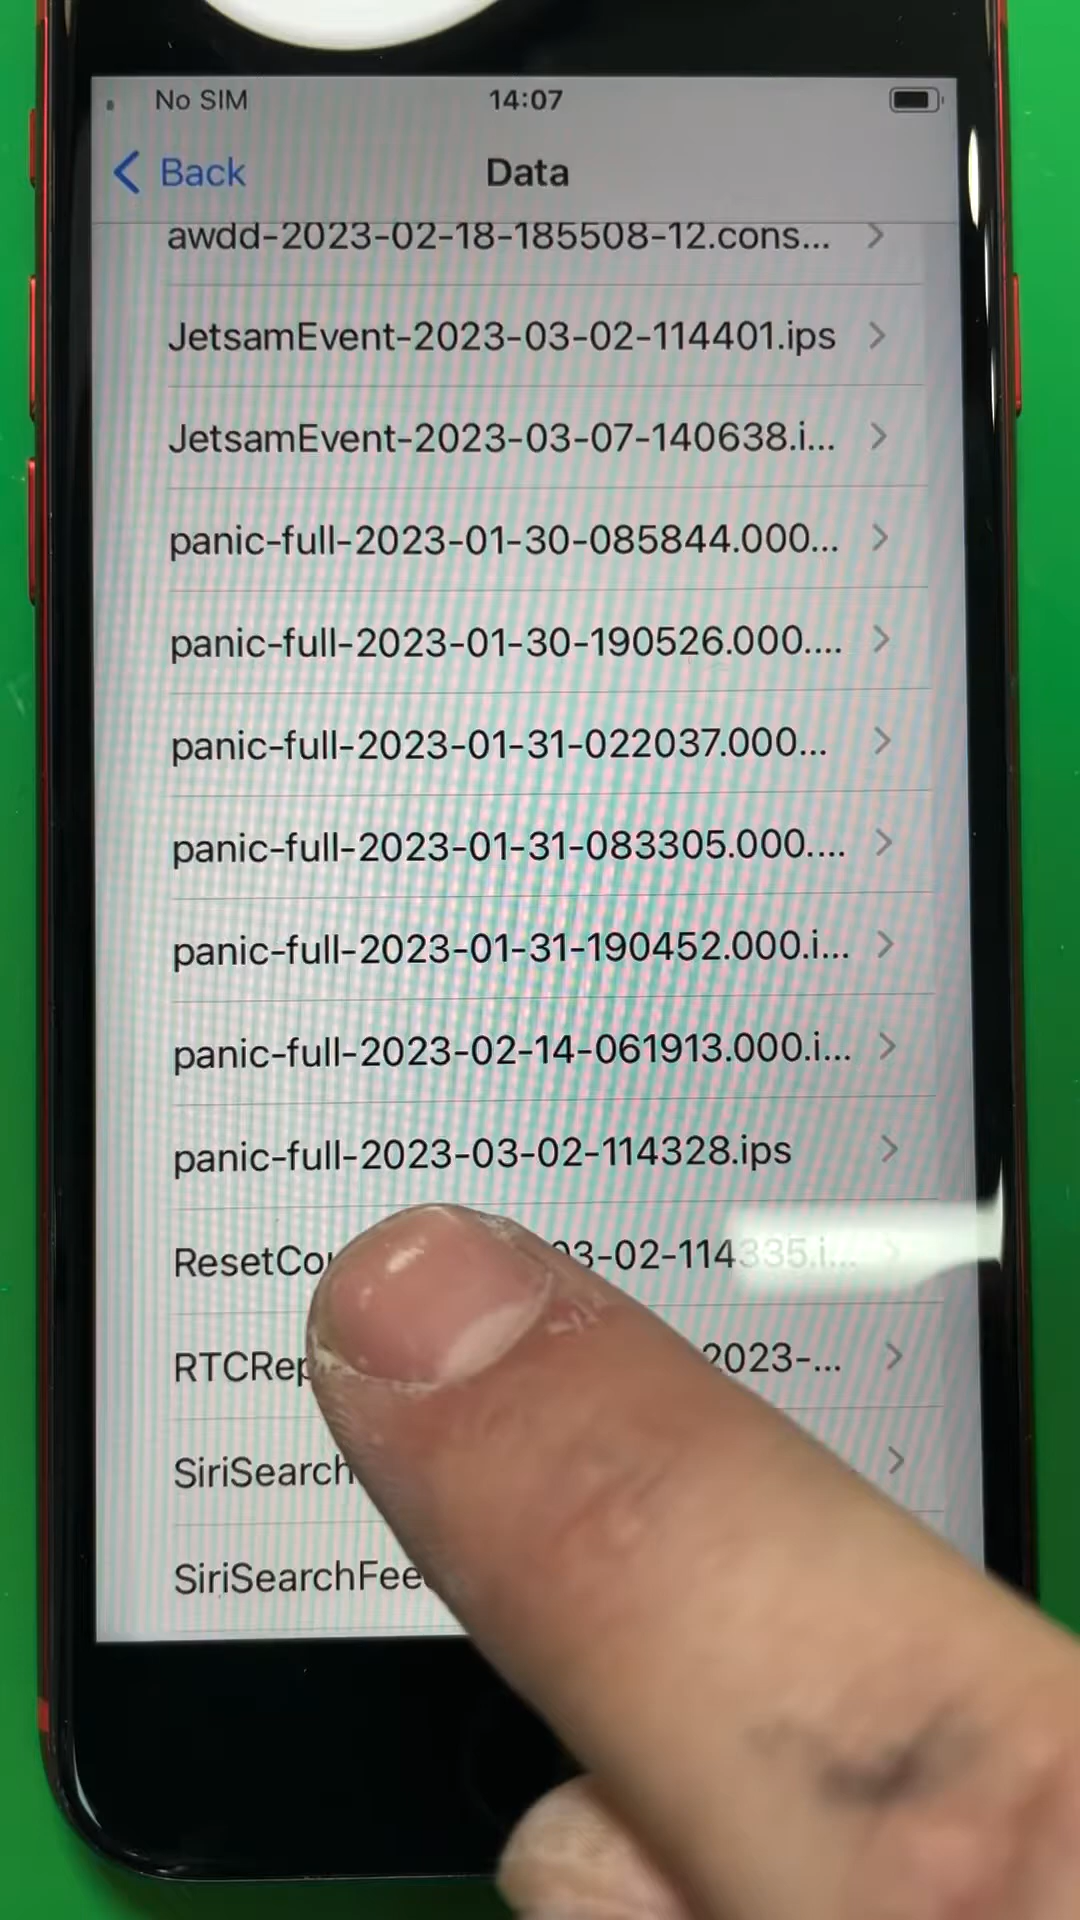 No SIM 14:07
Back Data
awdd-2023-02-18-185508-12.cons...
JetsamEvent-2023-03-02-114401.ips
JetsamEvent-2023-03-07-140638.i...
panic-full-2023-01-30-085844.000...
panic-full-2023-01-30-190526.000....
panic-full-2023-01-31-022037.000...
panic-full-2023-01-31-083305.000....
panic-full-2023-01-31-190452.000.i...
panic-full-2023-02-14-061913.000.i...
panic-full-2023-03-02-114328.ips
03-02-114335.i...
2023-...
SiriSearch
SiriSearchFee